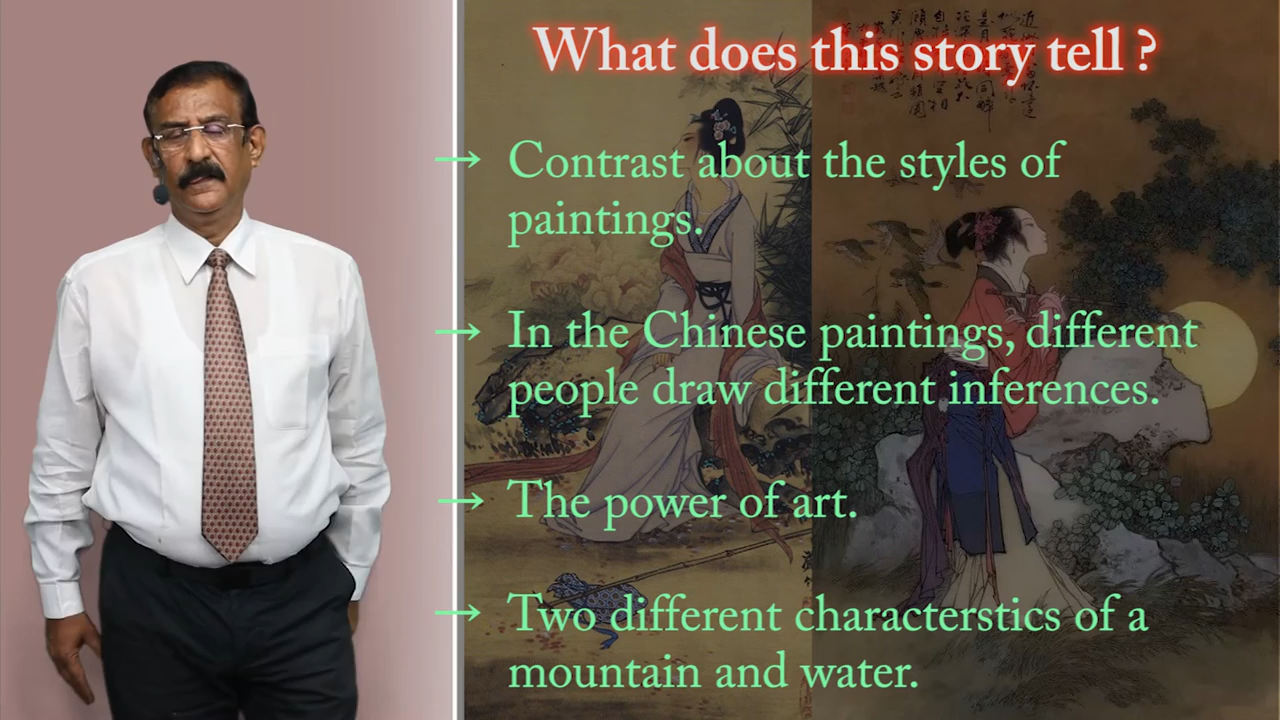 What does this story tell ?
→ Contrast about the styles of
paintings.
→ In the Chinese paintings, different
people draw different inferences.
→ The power of art.
→ Two different characterstics of a
mountain and water.